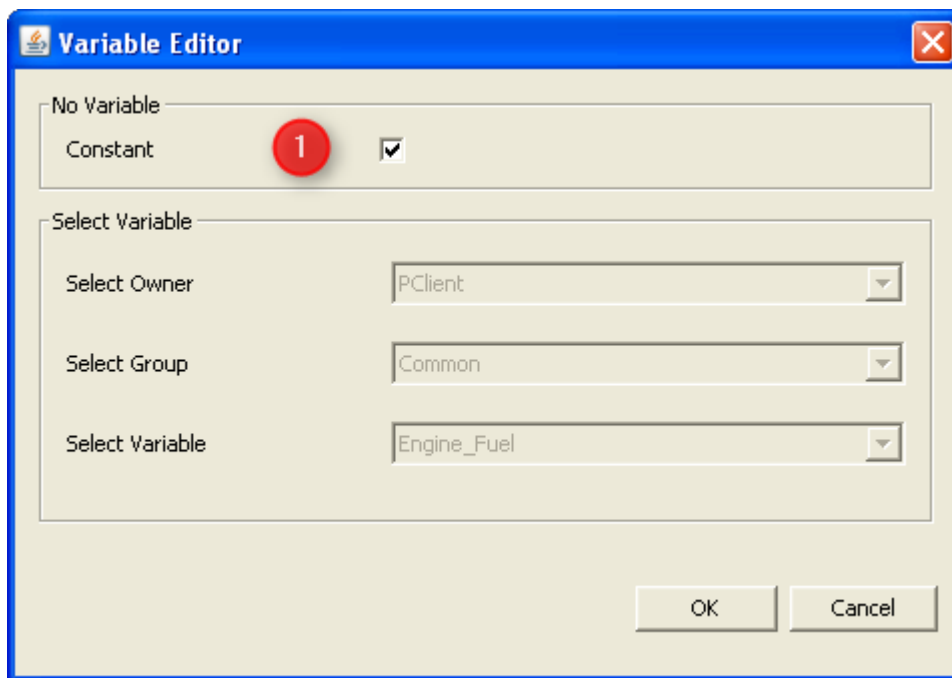 Variable Editor
No Variable
Constant 1
Select Variable
Select Owner PClient
Select Group Common
Select Variable Engine_Fuel
OK Cancel